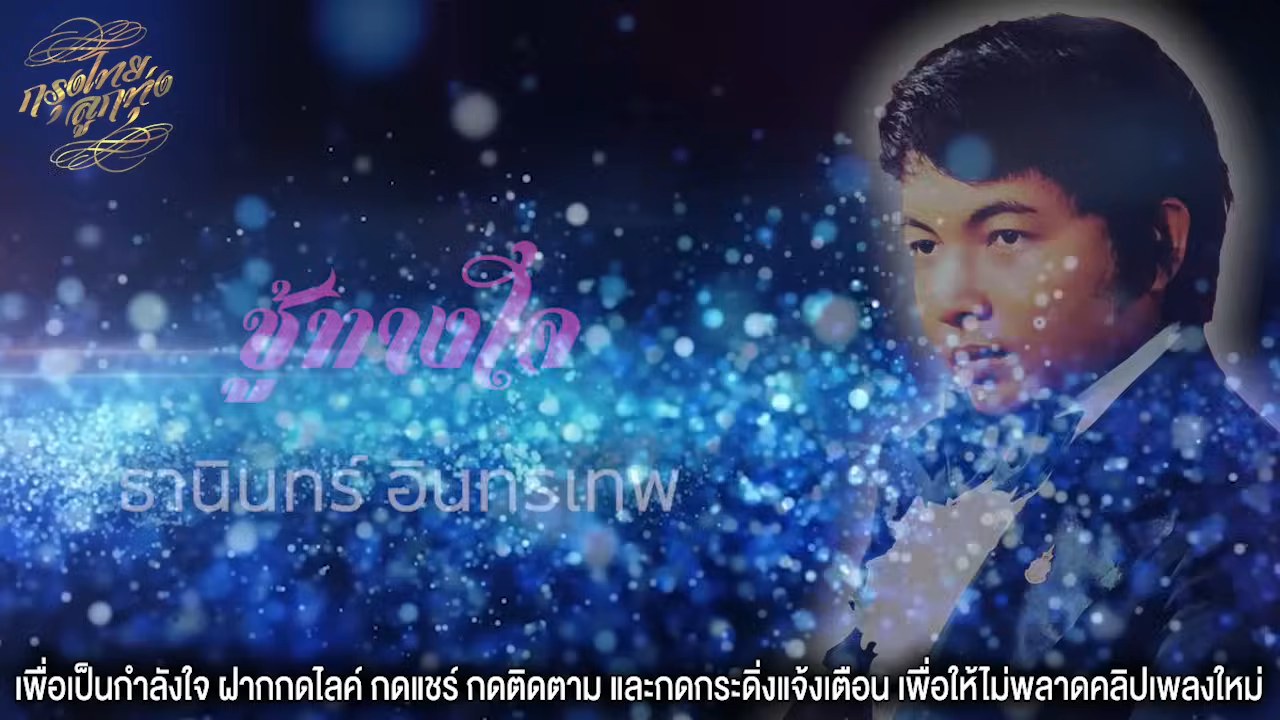 กรุงไทย
ลูกทุ่ง
ชู้ทางใจ
ธานินทร์ อินทรเทพ
เพื่อเป็นกำลังใจ ฝากกดไลค์ กดแชร์ กดติดตาม และกดกระดิ่งแจ้งเตือน เพื่อให้ไม่พลาดคลิปเพลงใหม่